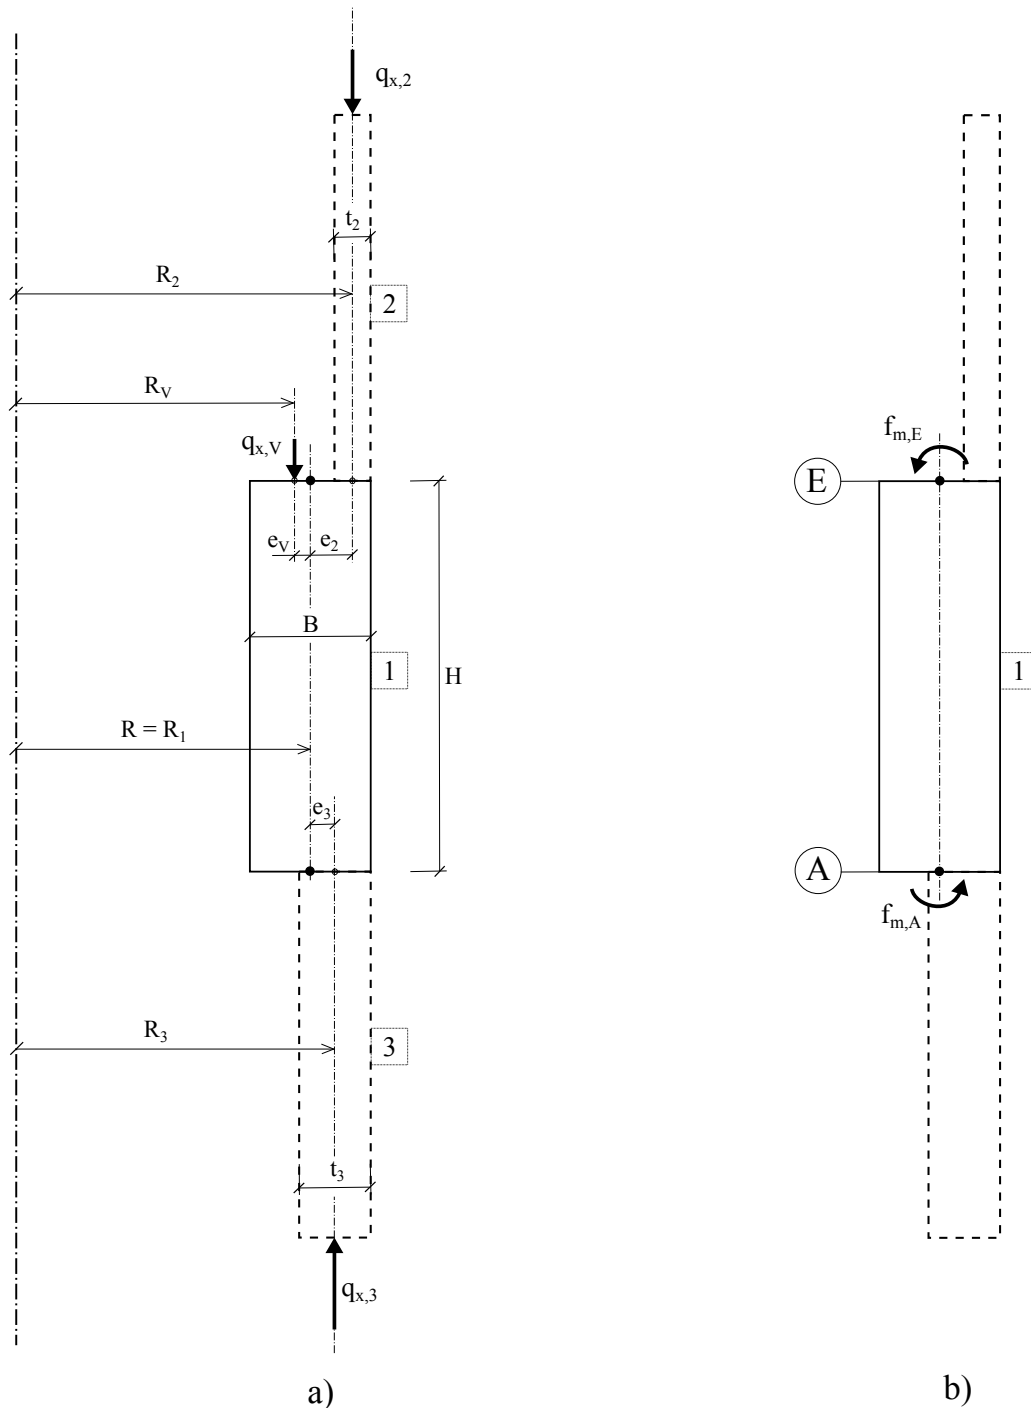 q_{x,2}
t_2
R_2
2
R_V
q_{x,V}
f_{m,E}
E
e_V
e_2
B
1
1
H
R = R_1
e_3
A
f_{m,A}
R_3
3
t_3
q_{x,3}
a)
b)